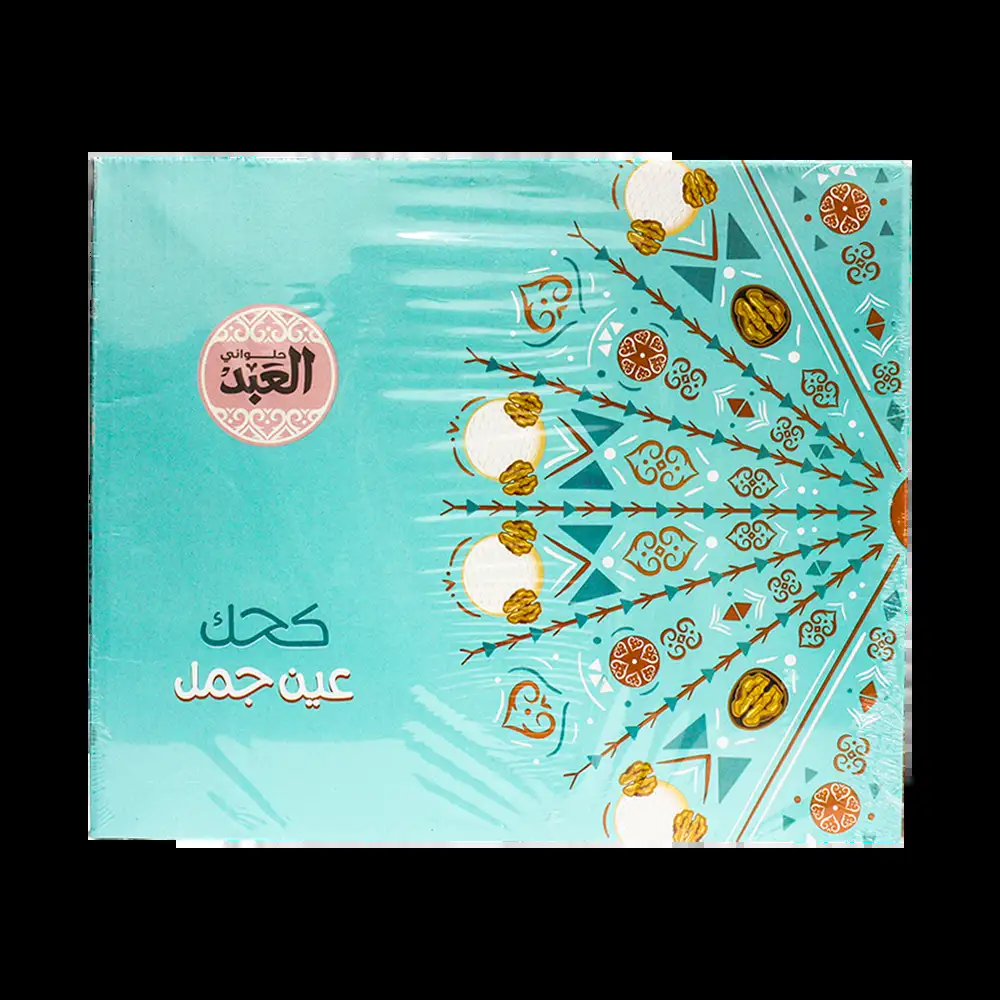 حلواني
العبد
كحك
عين جمل